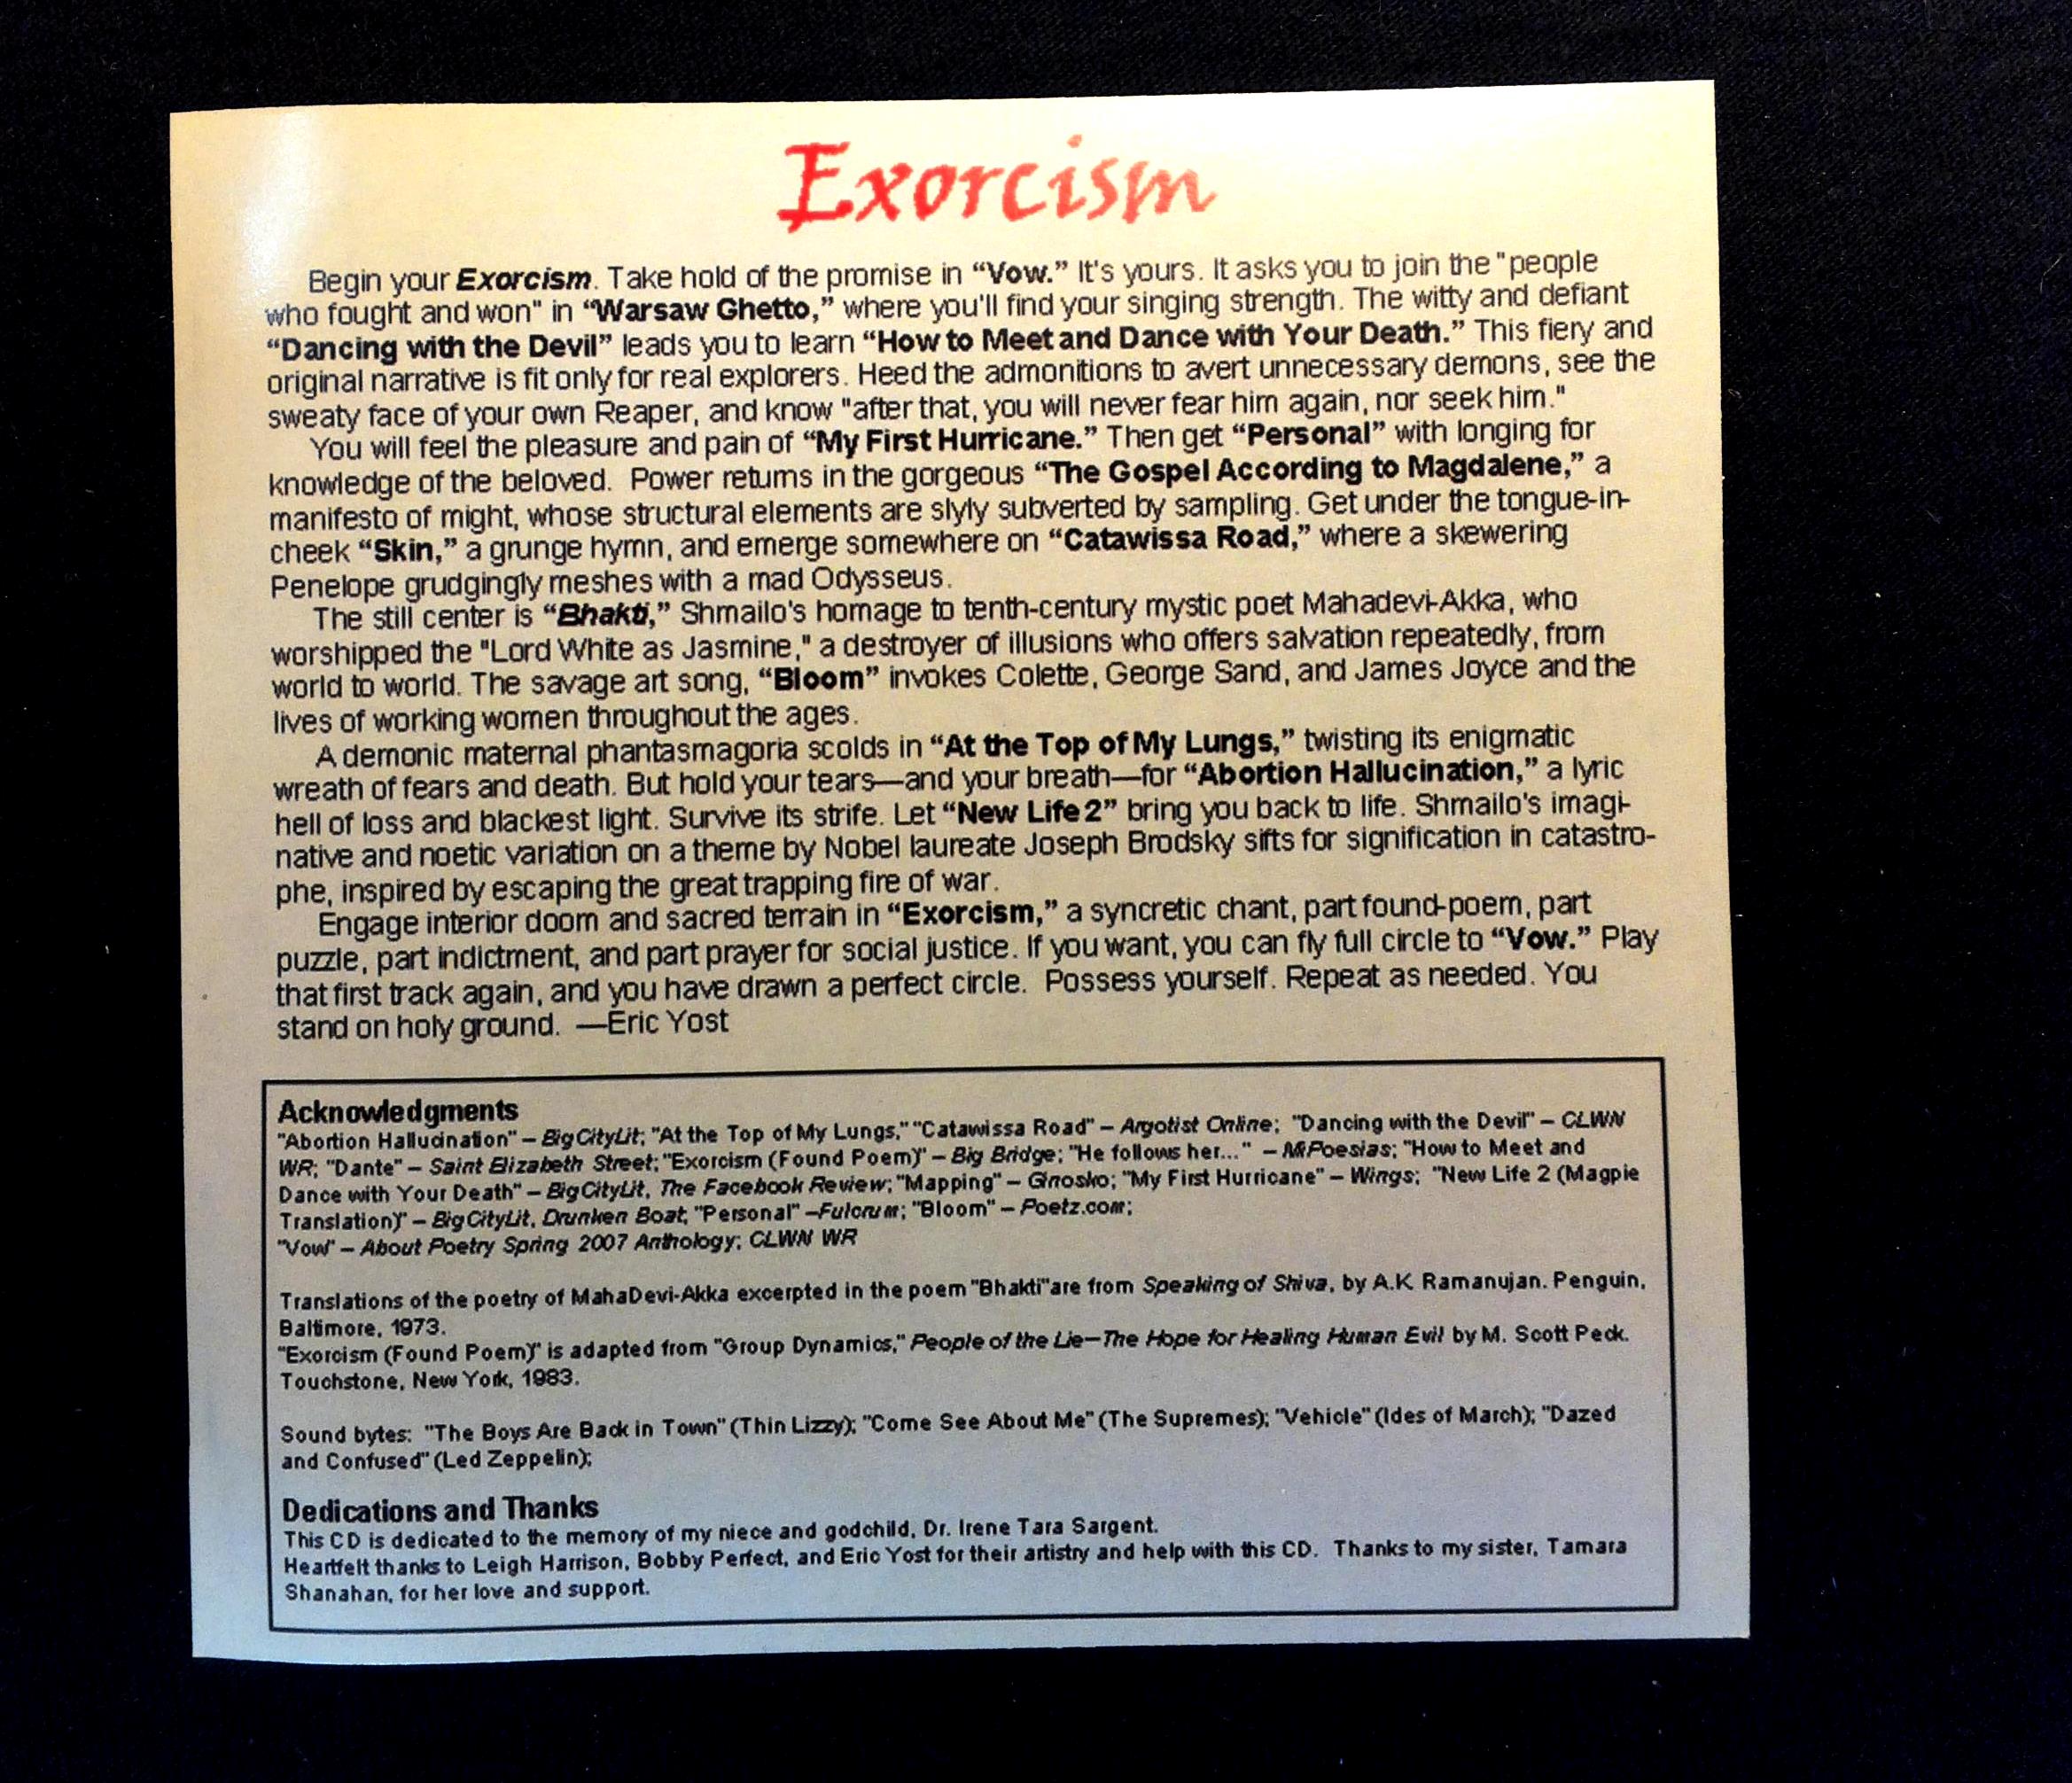 Exorcism
Begin your Exorcism. Take hold of the promise in “Vow.” It's yours. It asks you to join the "people
who fought and won" in “Warsaw Ghetto,” where you'll find your singing strength. The witty and defiant
“Dancing with the Devil” leads you to learn “How to Meet and Dance with Your Death.” This fiery and
original narrative is fit only for real explorers. Heed the admonitions to avert unnecessary demons, see the
sweaty face of your own Reaper, and know "after that, you will never fear him again, nor seek him."
You will feel the pleasure and pain of “My First Hurricane.” Then get “Personal” with longing for
knowledge of the beloved. Power returns in the gorgeous “The Gospel According to Magdalene,” a
manifesto of might, whose structural elements are slyly subverted by sampling. Get under the tongue-in-
cheek “Skin,” a grunge hymn, and emerge somewhere on “Catawissa Road,” where a skewering
Penelope grudgingly meshes with a mad Odysseus.
The still center is “Bhakti,” Shmailo's homage to tenth-century mystic poet Mahadevi-Akka, who
worshipped the "Lord White as Jasmine," a destroyer of illusions who offers salvation repeatedly, from
world to world. The savage art song, “Bloom” invokes Colette, George Sand, and James Joyce and the
lives of working women throughout the ages.
A demonic maternal phantasmagoria scolds in “At the Top of My Lungs,” twisting its enigmatic
wreath of fears and death. But hold your tears—and your breath—for “Abortion Hallucination,” a lyric
hell of loss and blackest light. Survive its strife. Let “New Life 2” bring you back to life. Shmailo's imagi-
native and noetic variation on a theme by Nobel laureate Joseph Brodsky sifts for signification in catastro-
phe, inspired by escaping the great trapping fire of war.
Engage interior doom and sacred terrain in “Exorcism,” a syncretic chant, part found-poem, part
puzzle, part indictment, and part prayer for social justice. If you want, you can fly full circle to “Vow.” Play
that first track again, and you have drawn a perfect circle. Possess yourself. Repeat as needed. You
stand on holy ground. —Eric Yost
Acknowledgments
"Abortion Hallucination" – BigCityLit; "At the Top of My Lungs," "Catawissa Road" – Argotist Online; "Dancing with the Devil" – CLWN
WR; "Dante" – Saint Elizabeth Street; "Exorcism (Found Poem)" – Big Bridge; "He follows her..." – MiPoesias; "How to Meet and
Dance with Your Death" – BigCityLit, The Facebook Review; "Mapping" – Ginosko; "My First Hurricane" – Wings; "New Life 2 (Magpie
Translation)" – BigCityLit, Drunken Boat; "Personal" –Fulcrum; "Bloom" – Poetz.com;
"Vow" – About Poetry Spring 2007 Anthology; CLWN WR
Translations of the poetry of MahaDevi-Akka excerpted in the poem "Bhakti"are from Speaking of Shiva, by A.K. Ramanujan. Penguin,
Baltimore, 1973.
"Exorcism (Found Poem)" is adapted from "Group Dynamics," People of the Lie—The Hope for Healing Human Evil by M. Scott Peck.
Touchstone, New York, 1983.
Sound bytes: "The Boys Are Back in Town" (Thin Lizzy); "Come See About Me" (The Supremes); "Vehicle" (Ides of March); "Dazed
and Confused" (Led Zeppelin);
Dedications and Thanks
This CD is dedicated to the memory of my niece and godchild, Dr. Irene Tara Sargent.
Heartfelt thanks to Leigh Harrison, Bobby Perfect, and Eric Yost for their artistry and help with this CD. Thanks to my sister, Tamara
Shanahan, for her love and support.